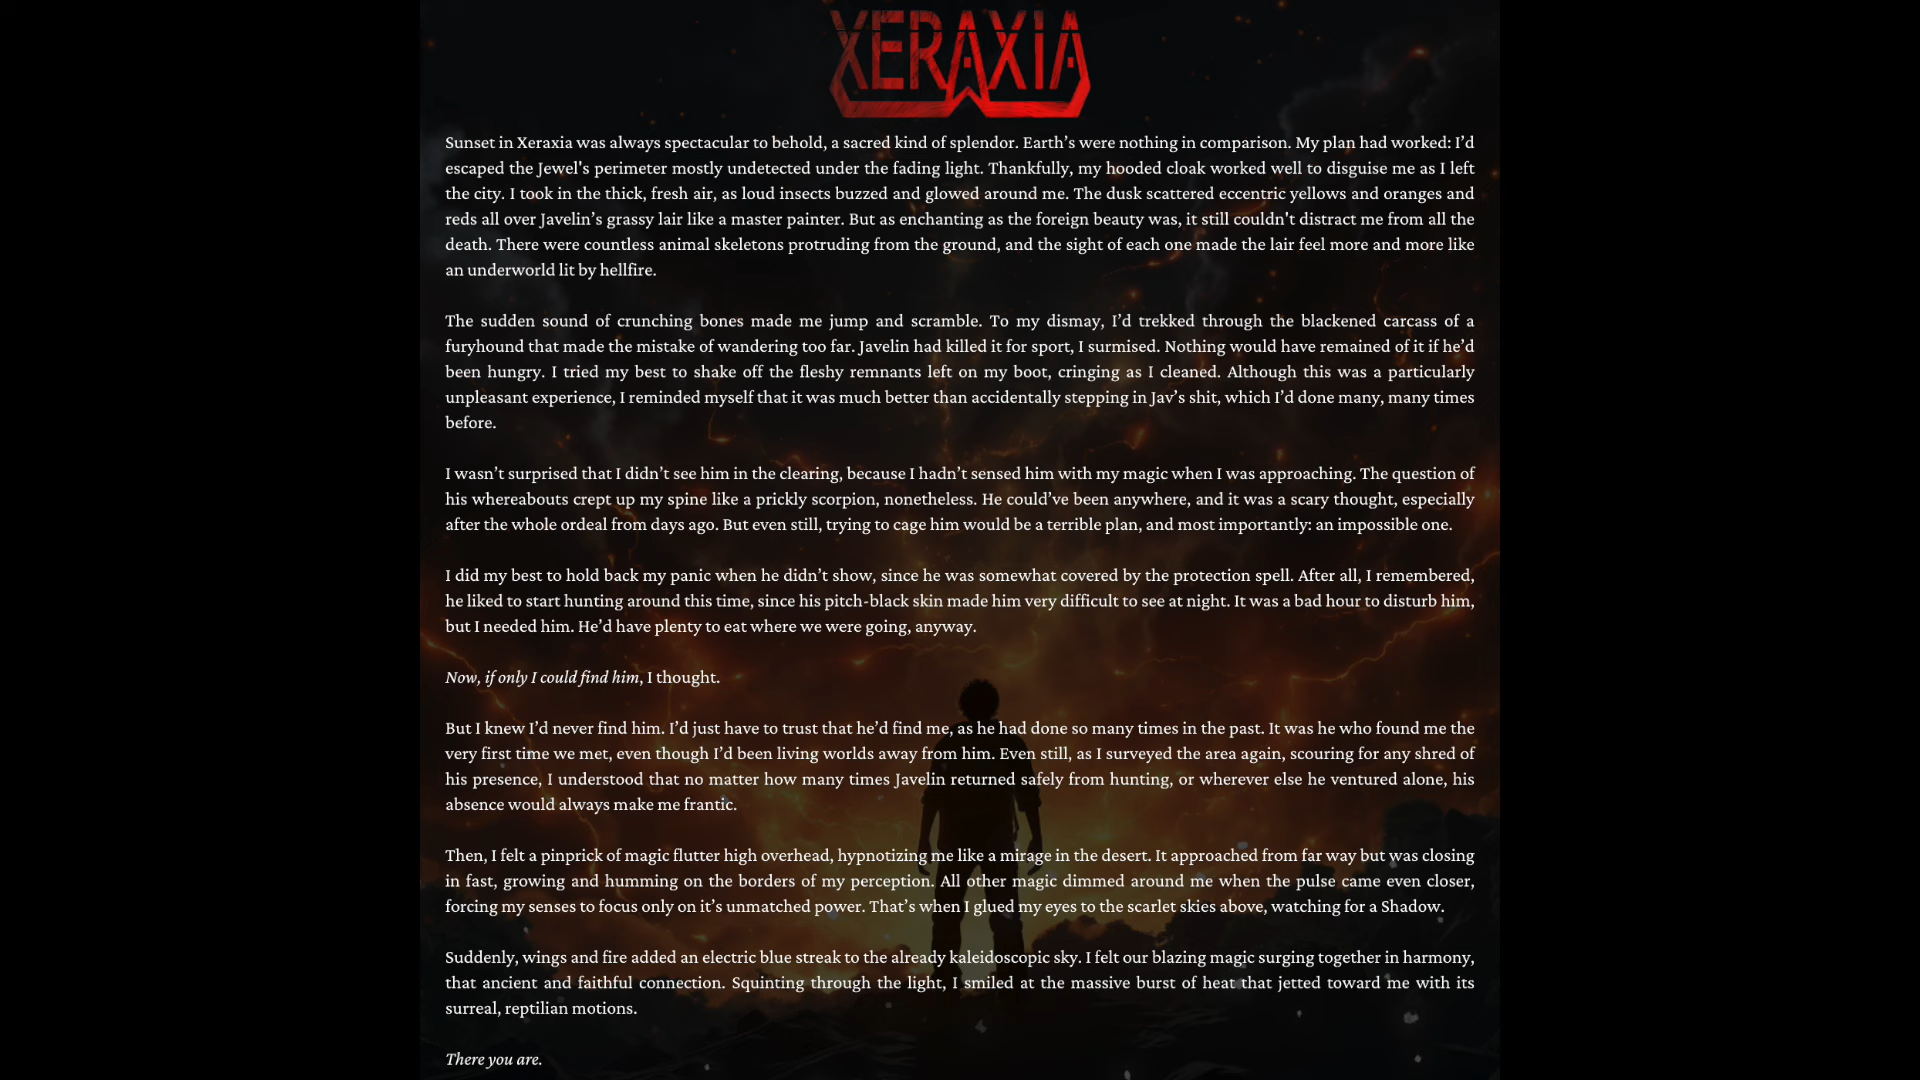 XERAXIA
Sunset in Xeraxia was always spectacular to behold, a sacred kind of splendor. Earth’s were nothing in comparison. My plan had worked: I’d
escaped the Jewel's perimeter mostly undetected under the fading light. Thankfully, my hooded cloak worked well to disguise me as I left
the city. I took in the thick, fresh air, as loud insects buzzed and glowed around me. The dusk scattered eccentric yellows and oranges and
reds all over Javelin’s grassy lair like a master painter. But as enchanting as the foreign beauty was, it still couldn't distract me from all the
death. There were countless animal skeletons protruding from the ground, and the sight of each one made the lair feel more and more like
an underworld lit by hellfire.
The sudden sound of crunching bones made me jump and scramble. To my dismay, I’d trekked through the blackened carcass of a
furyhound that made the mistake of wandering too far. Javelin had killed it for sport, I surmised. Nothing would have remained of it if he’d
been hungry. I tried my best to shake off the fleshy remnants left on my boot, cringing as I cleaned. Although this was a particularly
unpleasant experience, I reminded myself that it was much better than accidentally stepping in Jav’s shit, which I’d done many, many times
before.
I wasn’t surprised that I didn’t see him in the clearing, because I hadn’t sensed him with my magic when I was approaching. The question of
his whereabouts crept up my spine like a prickly scorpion, nonetheless. He could’ve been anywhere, and it was a scary thought, especially
after the whole ordeal from days ago. But even still, trying to cage him would be a terrible plan, and most importantly: an impossible one.
I did my best to hold back my panic when he didn’t show, since he was somewhat covered by the protection spell. After all, I remembered,
he liked to start hunting around this time, since his pitch-black skin made him very difficult to see at night. It was a bad hour to disturb him,
but I needed him. He’d have plenty to eat where we were going, anyway.
Now, if only I could find him, I thought.
But I knew I’d never find him. I’d just have to trust that he’d find me, as he had done so many times in the past. It was he who found me the
very first time we met, even though I’d been living worlds away from him. Even still, as I surveyed the area again, scouring for any shred of
his presence, I understood that no matter how many times Javelin returned safely from hunting, or wherever else he ventured alone, his
absence would always make me frantic.
Then, I felt a pinprick of magic flutter high overhead, hypnotizing me like a mirage in the desert. It approached from far way but was closing
in fast, growing and humming on the borders of my perception. All other magic dimmed around me when the pulse came even closer,
forcing my senses to focus only on it’s unmatched power. That’s when I glued my eyes to the scarlet skies above, watching for a Shadow.
Suddenly, wings and fire added an electric blue streak to the already kaleidoscopic sky. I felt our blazing magic surging together in harmony,
that ancient and faithful connection. Squinting through the light, I smiled at the massive burst of heat that jetted toward me with its
surreal, reptilian motions.
There you are.